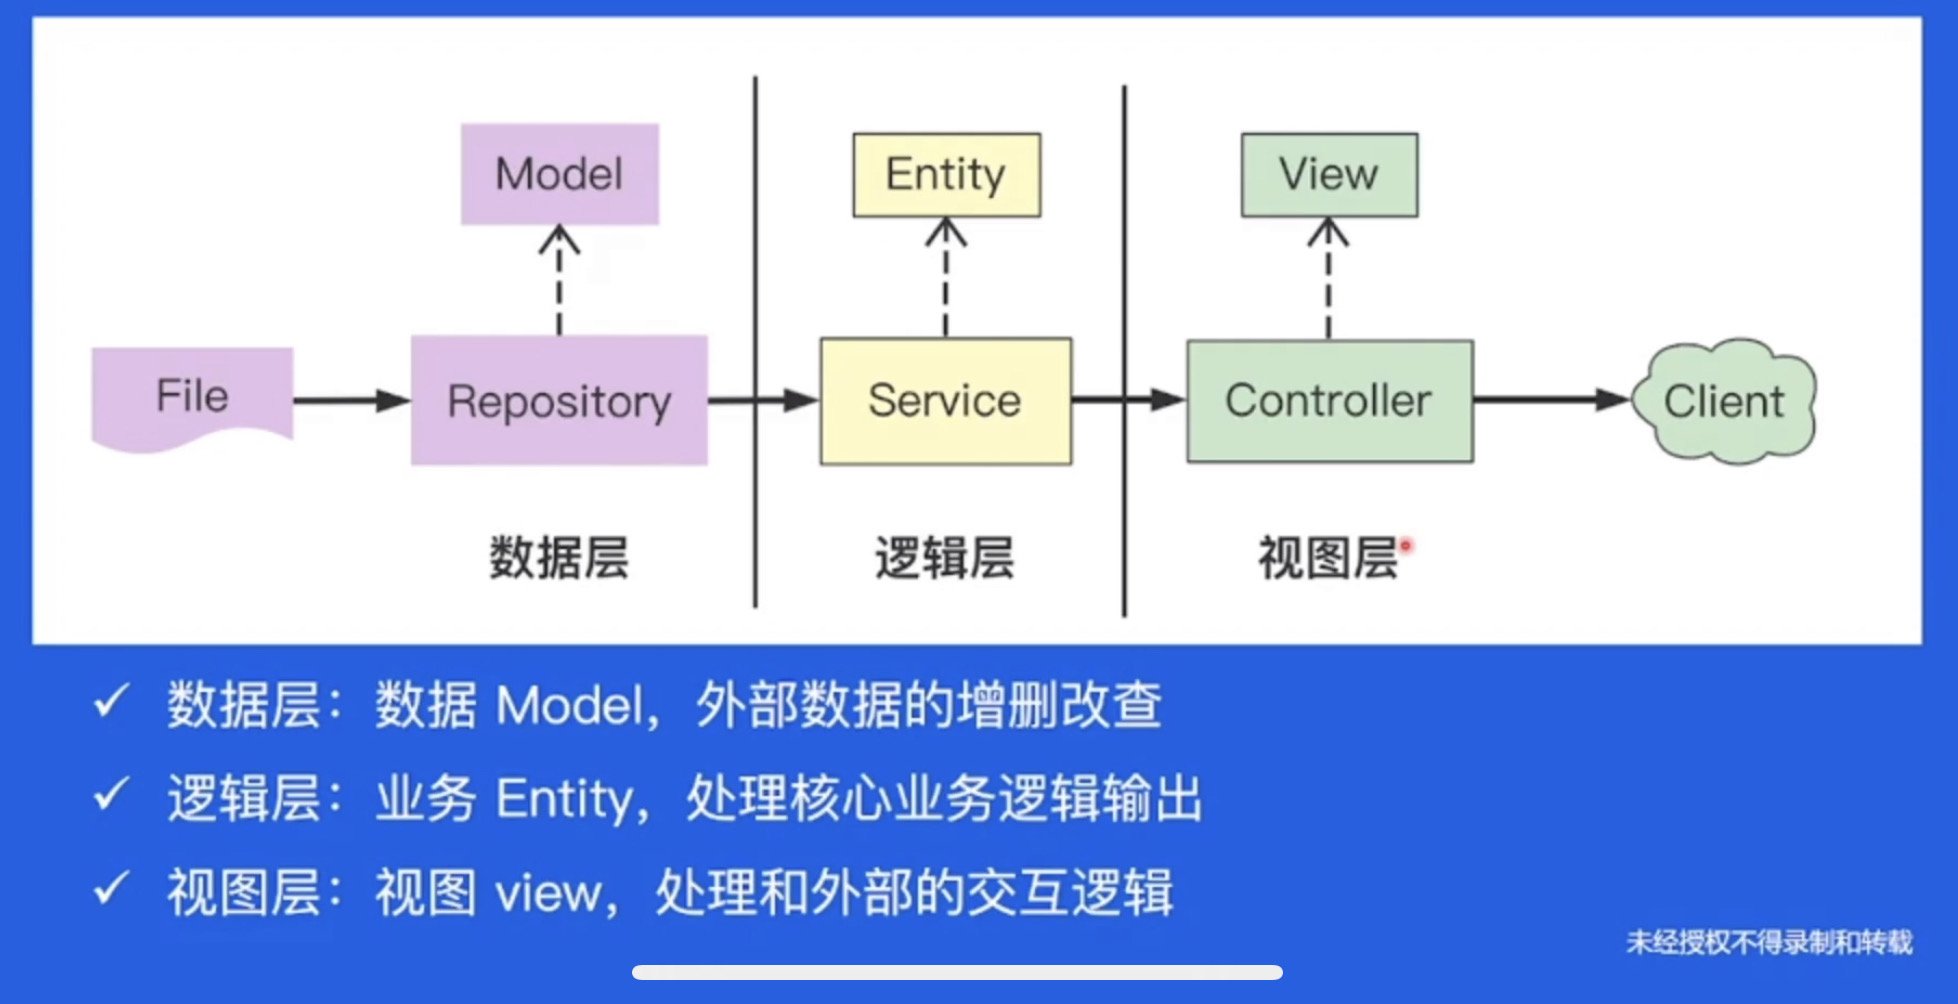 Model
Entity
View
File
Repository
Service
Controller
Client
数据层
逻辑层
视图层
✓ 数据层：数据 Model，外部数据的增删改查
✓ 逻辑层：业务 Entity，处理核心业务逻辑输出
✓ 视图层：视图 view，处理和外部的交互逻辑
未经授权不得录制和转载